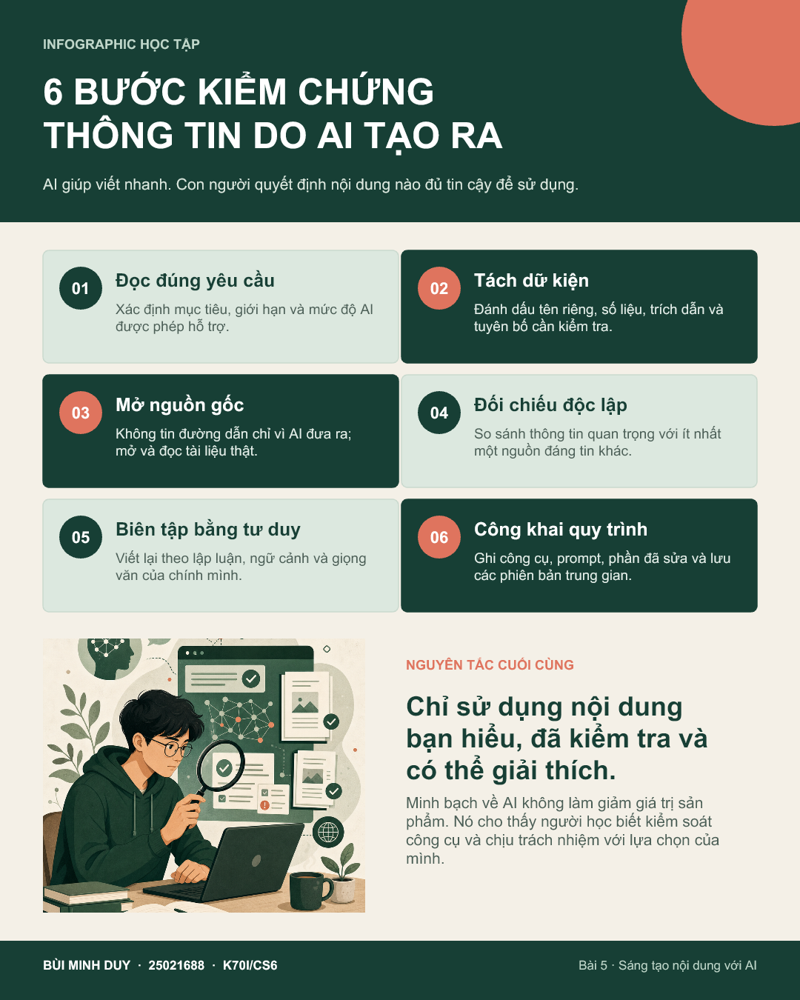 INFOGRAPHIC HỌC TẬP
6 BƯỚC KIỂM CHỨNG
THÔNG TIN DO AI TẠO RA
AI giúp viết nhanh. Con người quyết định nội dung nào đủ tin cậy để sử dụng.
01
Đọc đúng yêu cầu
Xác định mục tiêu, giới hạn và mức độ AI
được phép hỗ trợ.
02
Tách dữ kiện
Đánh dấu tên riêng, số liệu, trích dẫn và
tuyên bố cần kiểm tra.
03
Mở nguồn gốc
Không tin đường dẫn chỉ vì AI đưa ra;
mở và đọc tài liệu thật.
04
Đối chiếu độc lập
So sánh thông tin quan trọng với ít nhất
một nguồn đáng tin khác.
05
Biên tập bằng tư duy
Viết lại theo lập luận, ngữ cảnh và giọng
văn của chính mình.
06
Công khai quy trình
Ghi công cụ, prompt, phần đã sửa và lưu
các phiên bản trung gian.
NGUYÊN TẮC CUỐI CÙNG
Chỉ sử dụng nội dung
bạn hiểu, đã kiểm tra và
có thể giải thích.
Minh bạch về AI không làm giảm giá trị sản
phẩm. Nó cho thấy người học biết kiểm soát
công cụ và chịu trách nhiệm với lựa chọn của
mình.
BÙI MINH DUY · 25021688 · K70I/CS6
Bài 5 · Sáng tạo nội dung với AI